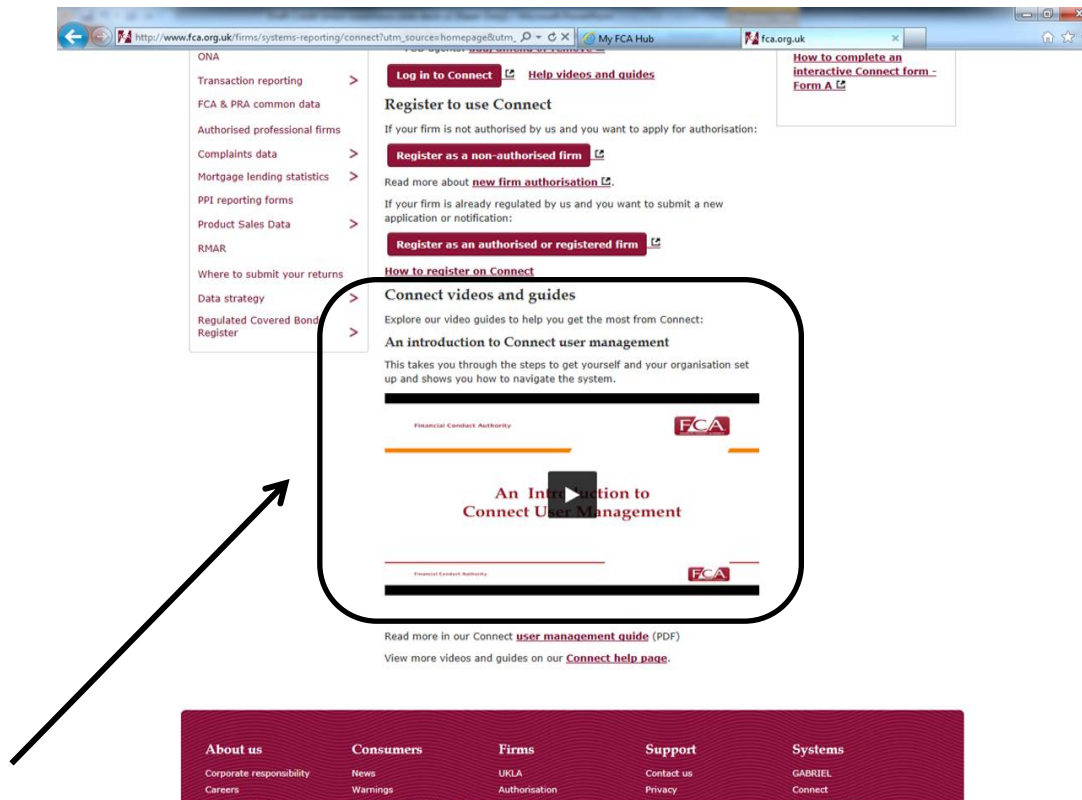 http://www.fca.org.uk/firms/systems-reporting/connect?utm_source=homepage&utm_
My FCA Hub
fca.org.uk
ONA
Transaction reporting
FCA & PRA common data
Authorised professional firms
Complaints data
Mortgage lending statistics
PPI reporting forms
Product Sales Data
RMAR
Where to submit your returns
Data strategy
Regulated Covered Bond
Register
Log in to Connect Help videos and guides
Register to use Connect
If your firm is not authorised by us and you want to apply for authorisation:
Register as a non-authorised firm
Read more about new firm authorisation.
If your firm is already regulated by us and you want to submit a new
application or notification:
Register as an authorised or registered firm
How to register on Connect
Connect videos and guides
Explore our video guides to help you get the most from Connect:
An introduction to Connect user management
This takes you through the steps to get yourself and your organisation set
up and shows you how to navigate the system.
Financial Conduct Authority
FCA
An Introduction to
Connect User Management
Financial Conduct Authority
FCA
Read more in our Connect user management guide (PDF)
View more videos and guides on our Connect help page.
How to complete an
interactive Connect form -
Form A
About us
Corporate responsibility
Careers
Consumers
News
Warnings
Firms
UKLA
Authorisation
Support
Contact us
Privacy
Systems
GABRIEL
Connect